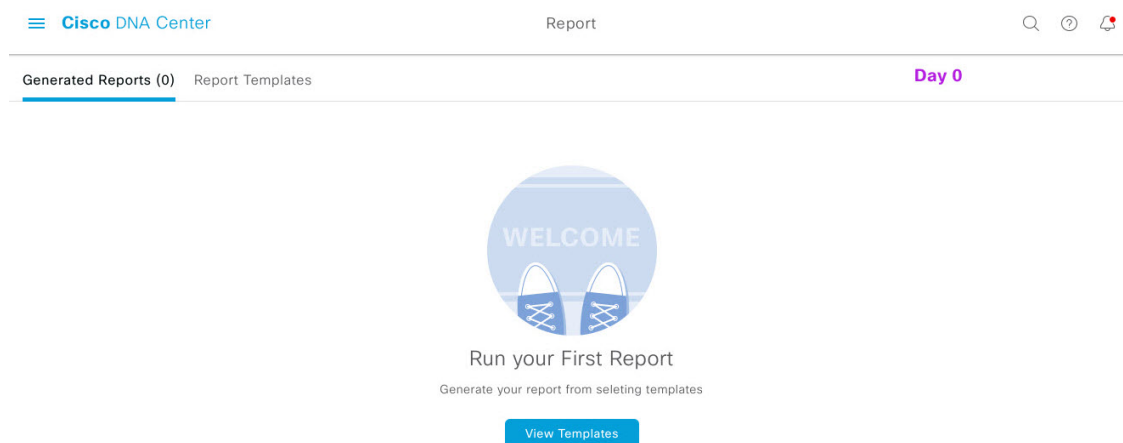 Cisco DNA Center
Report
Generated Reports (0)
Report Templates
Day 0
WELCOME
Run your First Report
Generate your report from seleting templates
View Templates